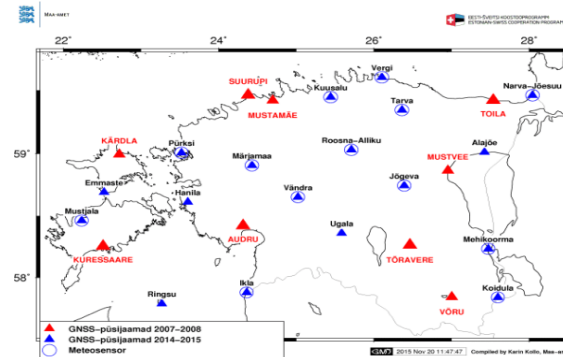 MAA-AMET
EESTI-ŠVEITSI KOOSTÖÖPROGRAMM
ESTONIAN-SWISS COOPERATION PROGRAMME
22˚ 24˚ 26˚ 28˚
Vergi
SUURUPI
Kuusalu
Narva-Jõesuu
MUSTAMÄE
Tarva
TOILA
KÄRDLA
Pürksi
Roosna-Alliku
Alajõe
59˚
Märjamaa
MUSTVEE
Emmaste
Hanila
Vändra
Jõgeva
Mustjala
Ugala
AUDRU
Mehikoorma
KURESSAARE
TÕRAVERE
58˚
Ringsu
Ikla
Koidula
VÕRU
GNSS-püsijaamad 2007-2008
GNSS-püsijaamad 2014-2015
Meteosensor
GMT 2015 Nov 20 11:47:47 Compiled by Karin Kollo, Maa-am